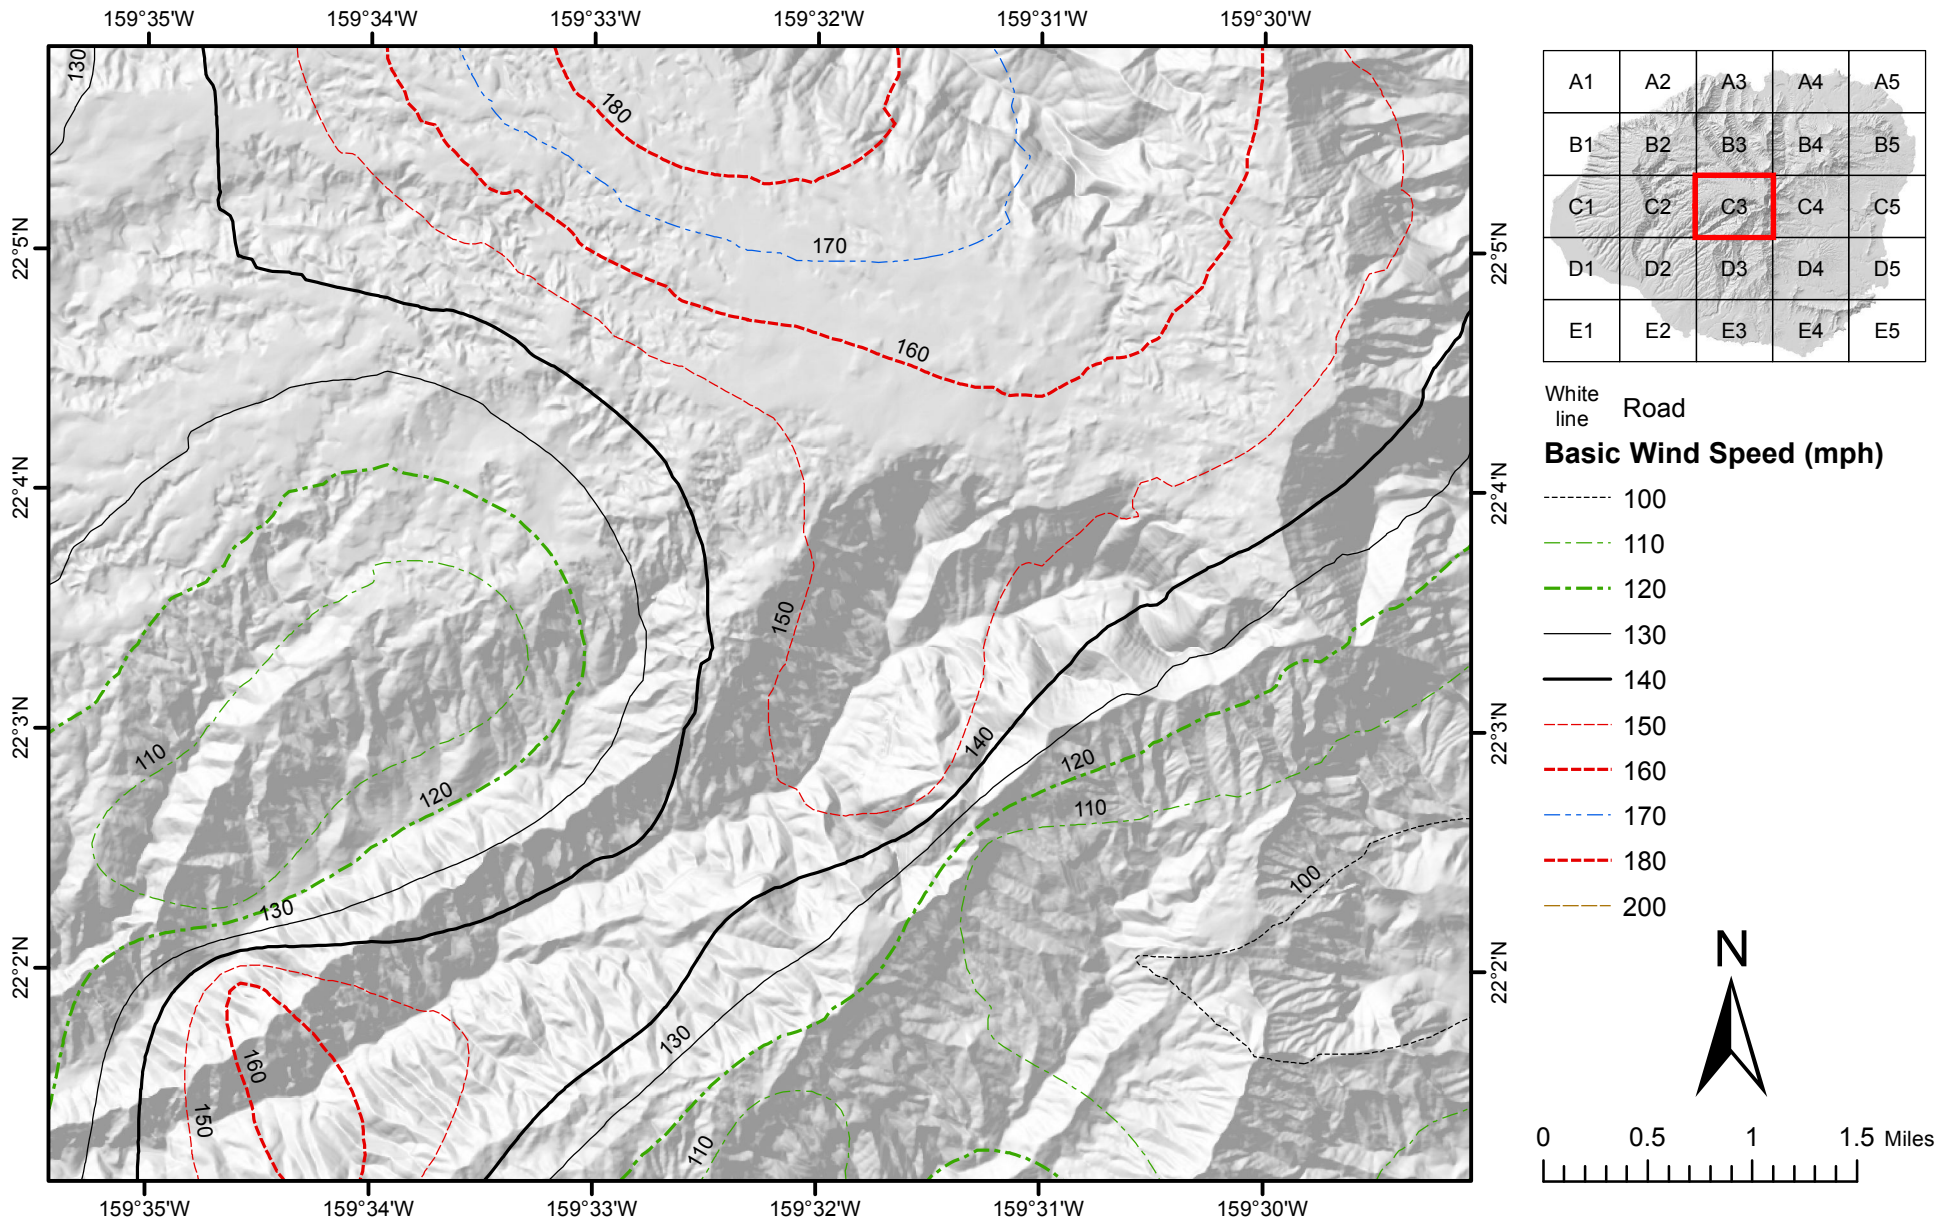 159°35'W 159°34'W 159°33'W 159°32'W 159°31'W 159°30'W
130
180
170
160
150
140
120
110
110
120
130
100
130
160
150
110
22°5'N
22°4'N
22°3'N
22°2'N
22°5'N
22°4'N
22°3'N
22°2'N
159°35'W 159°34'W 159°33'W 159°32'W 159°31'W 159°30'W
A1 A2 A3 A4 A5
B1 B2 B3 B4 B5
C1 C2 C3 C4 C5
D1 D2 D3 D4 D5
E1 E2 E3 E4 E5
White
line Road
Basic Wind Speed (mph)
100
110
120
130
140
150
160
170
180
200
N
0 0.5 1 1.5 Miles